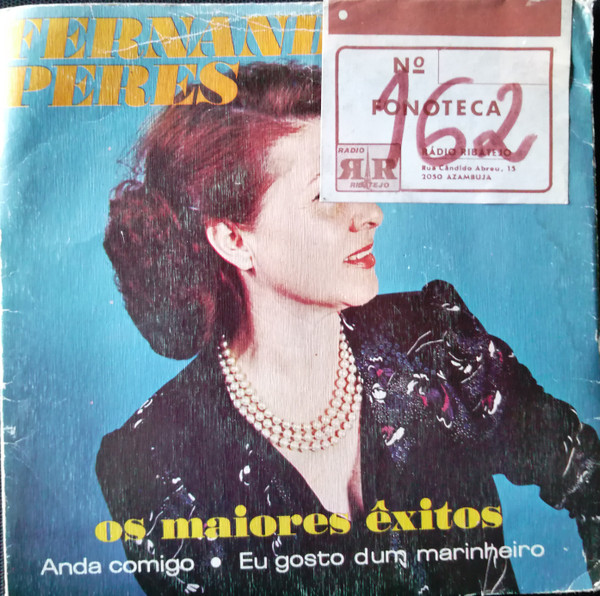 FERNAND
PERES
Nº
162
FONOTECA
RÁDIO RIBATEJO
Rua Cândido Abreu, 15
2050 AZAMBUJA
RADIO
RR
RIBATEJO
os maiores êxitos
Anda comigo • Eu gosto dum marinheiro